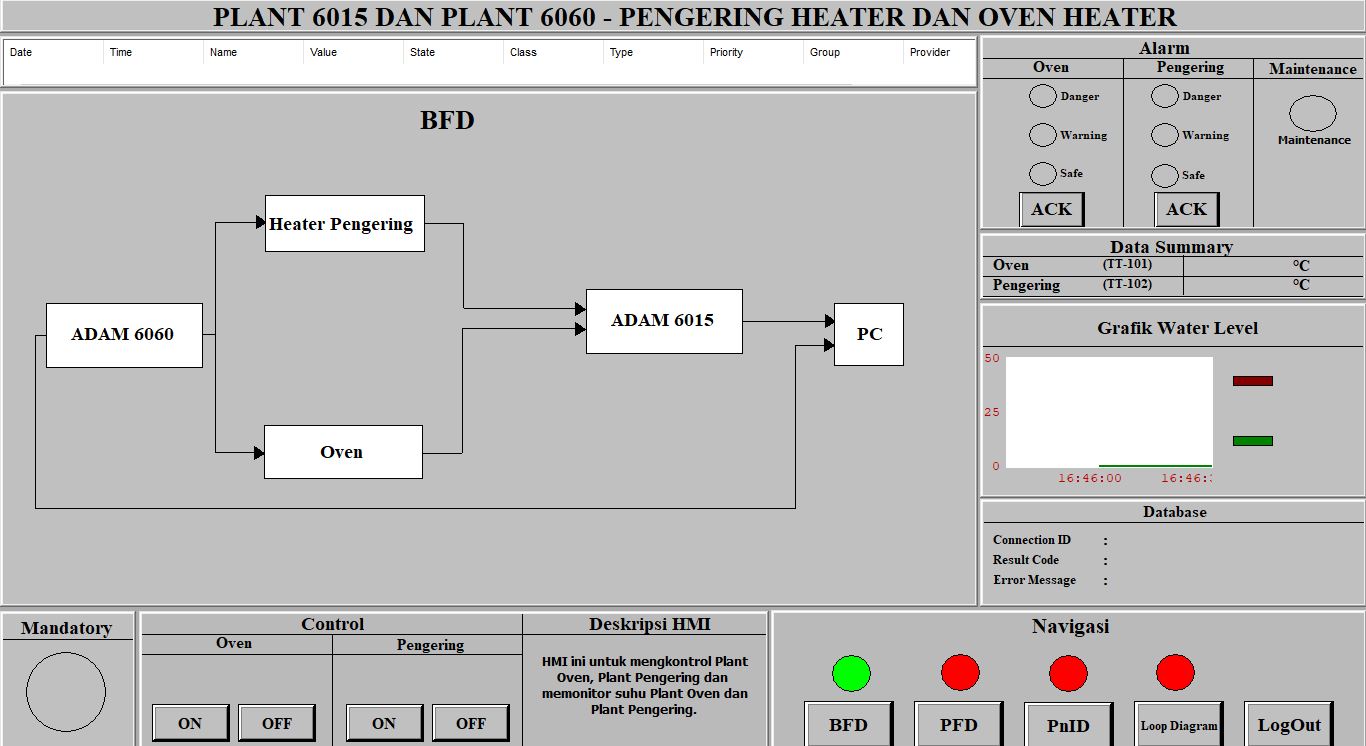 PLANT 6015 DAN PLANT 6060 - PENGERING HEATER DAN OVEN HEATER
Date Time Name Value State Class Type Priority Group Provider
BFD
Heater Pengering
ADAM 6060
ADAM 6015
PC
Oven
Alarm
Oven Pengering Maintenance
Danger Danger
Warning Warning Maintenance
Safe Safe
ACK ACK
Data Summary
Oven (TT-101) °C
Pengering (TT-102) °C
Grafik Water Level
50
25
0
16:46:00 16:46:
Database
Connection ID :
Result Code :
Error Message :
Mandatory
Control
Oven Pengering
ON OFF ON OFF
Deskripsi HMI
HMI ini untuk mengkontrol Plant
Oven, Plant Pengering dan
memonitor suhu Plant Oven dan
Plant Pengering.
Navigasi
BFD PFD PnID Loop Diagram LogOut